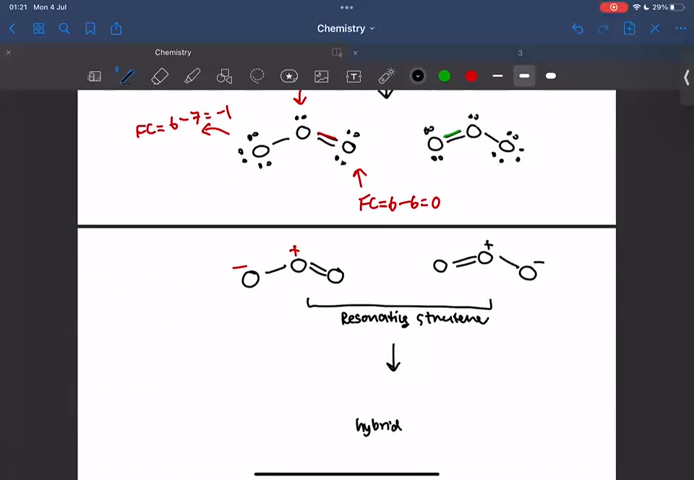 01:21 Mon 4 Jul
29%
Chemistry
Chemistry
3
FC=6-7=-1
O O O
O O O
FC=6-6=0
- +
O O O
+ -
O O O
Resonating structure
hybrid